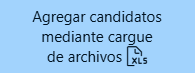 Agregar candidatos
mediante cargue
de archivos XLS